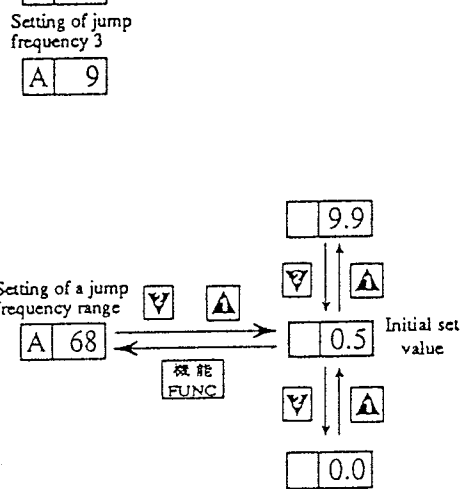 Setting of jump
frequency 3
A 9
9.9
Setting of a jump
frequency range
A 68
機能
FUNC
0.5
Initial set
value
0.0